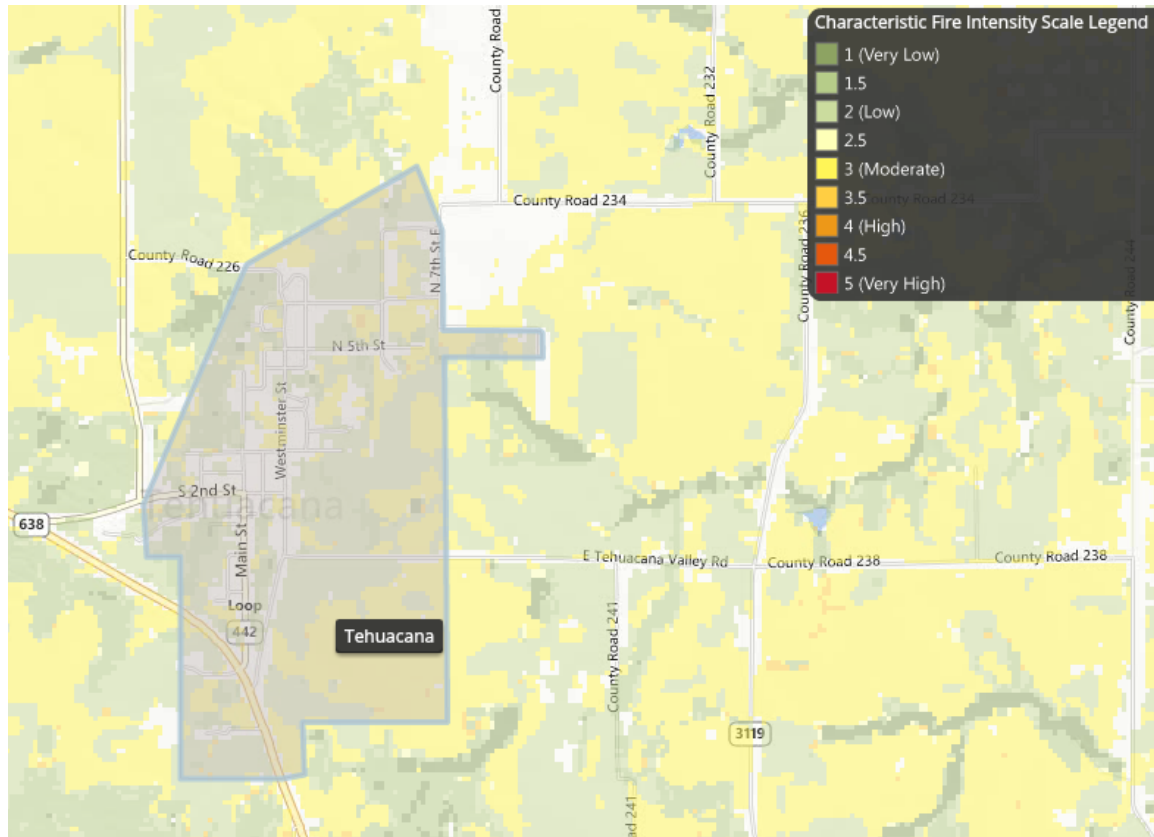 Characteristic Fire Intensity Scale Legend
1 (Very Low)
1.5
2 (Low)
2.5
3 (Moderate)
3.5
4 (High)
4.5
5 (Very High)
County Road
County Road 232
County Road 234
County Road 234
County Road 236
County Road 244
County Road 226
N 7th St E
N 5th St
Westminster St
S 2nd St
Tehuacana
638
Main St
E Tehuacana Valley Rd
County Road 238
County Road 238
Loop
442
Tehuacana
County Road 241
3119
241